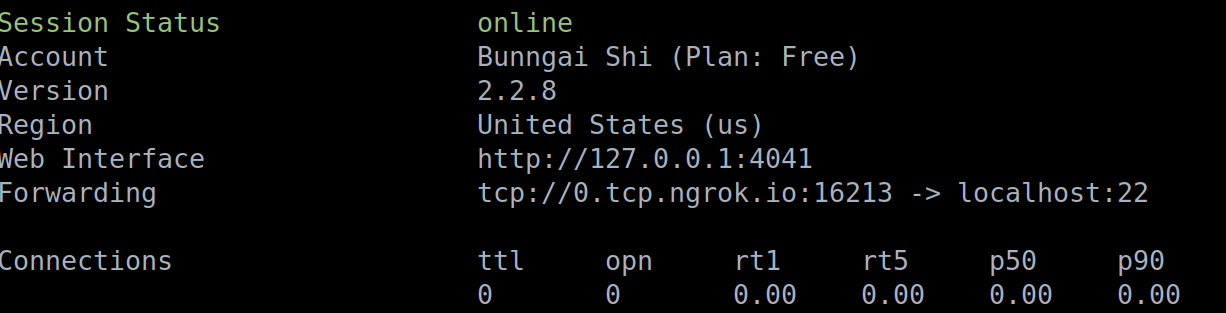 Session Status online
Account Bunngai Shi (Plan: Free)
Version 2.2.8
Region United States (us)
Web Interface http://127.0.0.1:4041
Forwarding tcp://0.tcp.ngrok.io:16213 -> localhost:22
Connections ttl opn rt1 rt5 p50 p90
0 0 0.00 0.00 0.00 0.00